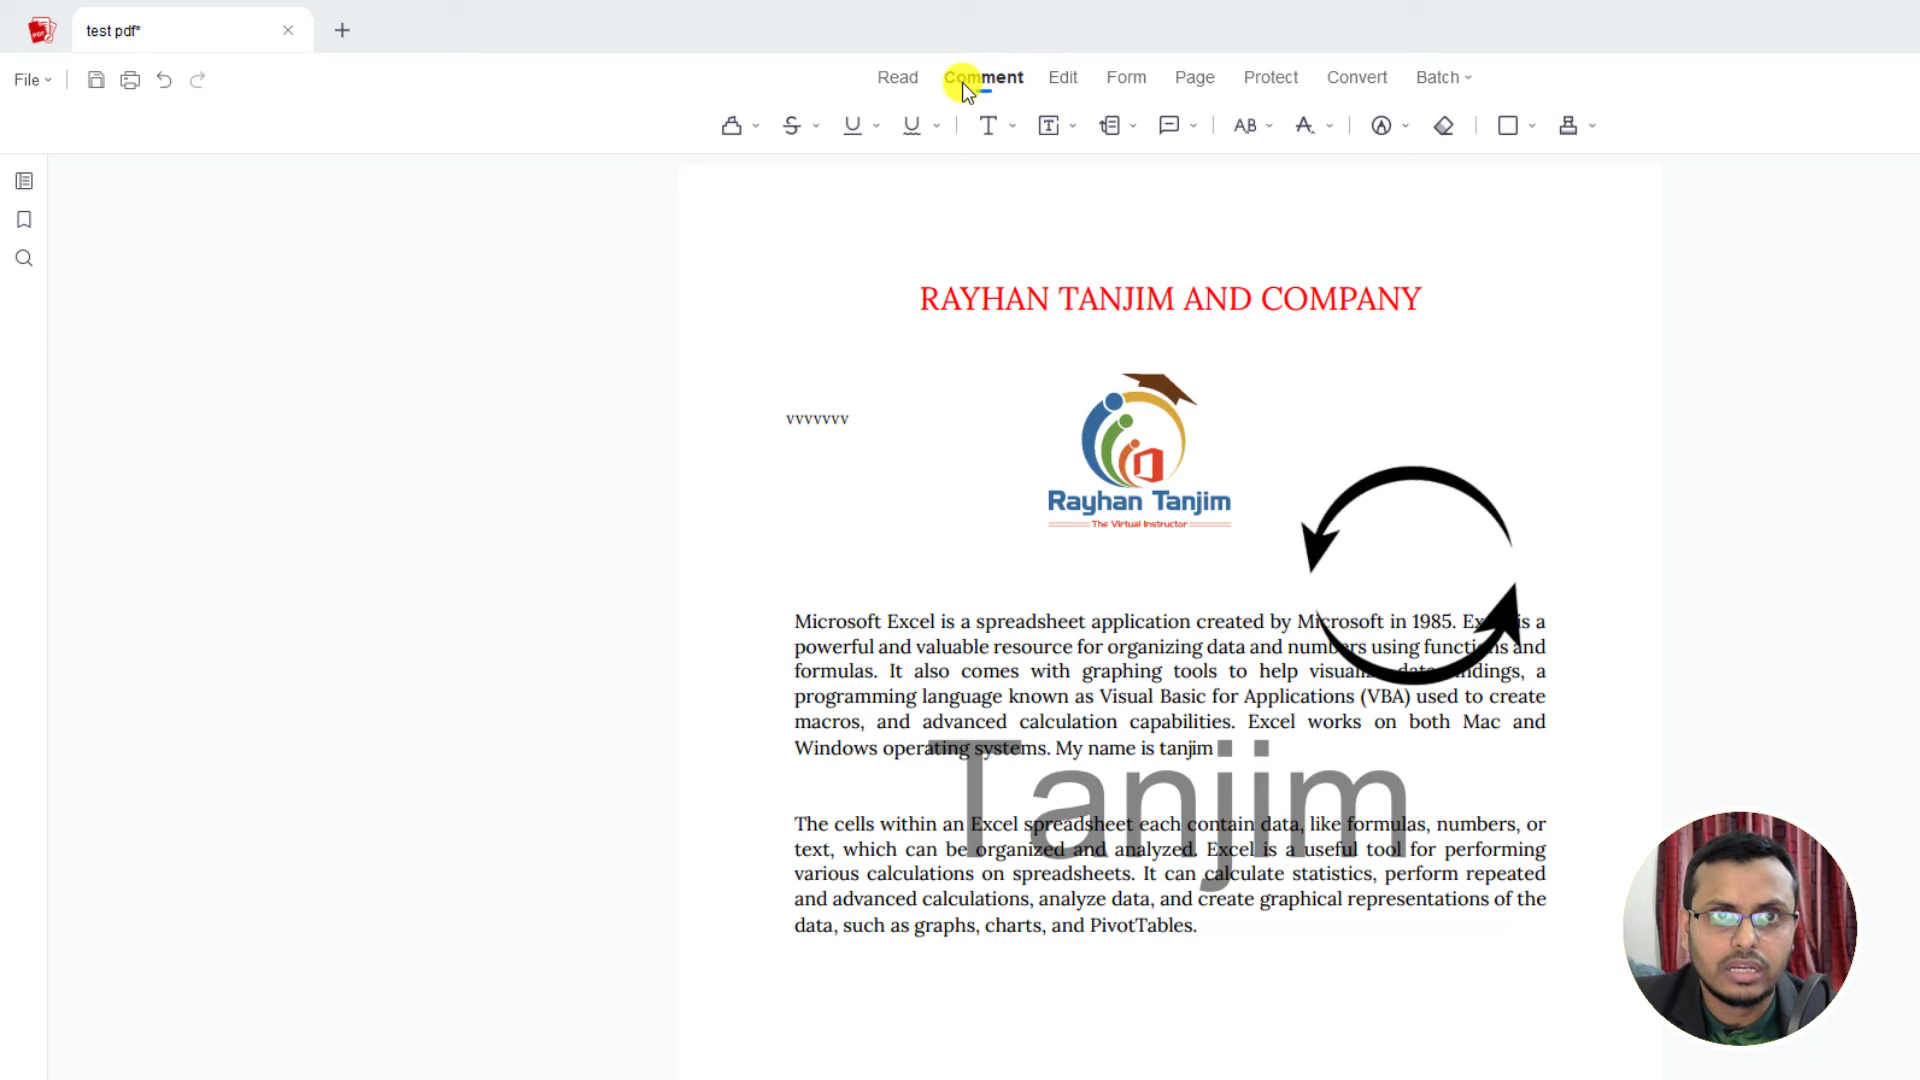 test pdf*
File
Read Comment Edit Form Page Protect Convert Batch
RAYHAN TANJIM AND COMPANY
vvvvvvv
Rayhan Tanjim
The Virtual Instructor
Microsoft Excel is a spreadsheet application created by Microsoft in 1985. Excel is a
powerful and valuable resource for organizing data and numbers using functions and
formulas. It also comes with graphing tools to help visualize data findings, a
programming language known as Visual Basic for Applications (VBA) used to create
macros, and advanced calculation capabilities. Excel works on both Mac and
Windows operating systems. My name is tanjim
Tanjim
The cells within an Excel spreadsheet each contain data, like formulas, numbers, or
text, which can be organized and analyzed. Excel is a useful tool for performing
various calculations on spreadsheets. It can calculate statistics, perform repeated
and advanced calculations, analyze data, and create graphical representations of the
data, such as graphs, charts, and PivotTables.